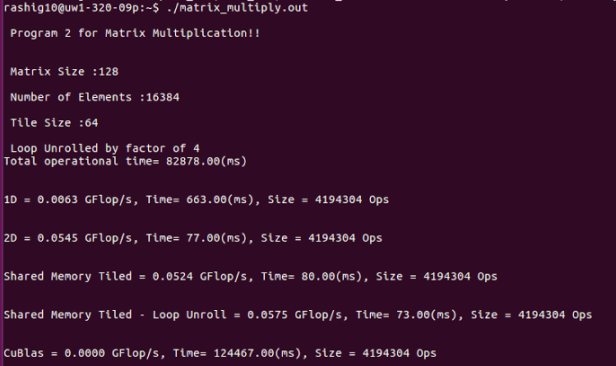 rashig10@uw1-320-09p:~$ ./matrix_multiply.out
Program 2 for Matrix Multiplication!!
Matrix Size :128
Number of Elements :16384
Tile Size :64
Loop Unrolled by factor of 4
Total operational time= 82878.00(ms)
1D = 0.0063 GFlop/s, Time= 663.00(ms), Size = 4194304 Ops
2D = 0.0545 GFlop/s, Time= 77.00(ms), Size = 4194304 Ops
Shared Memory Tiled = 0.0524 GFlop/s, Time= 80.00(ms), Size = 4194304 Ops
Shared Memory Tiled - Loop Unroll = 0.0575 GFlop/s, Time= 73.00(ms), Size = 4194304 Ops
CuBlas = 0.0000 GFlop/s, Time= 124467.00(ms), Size = 4194304 Ops